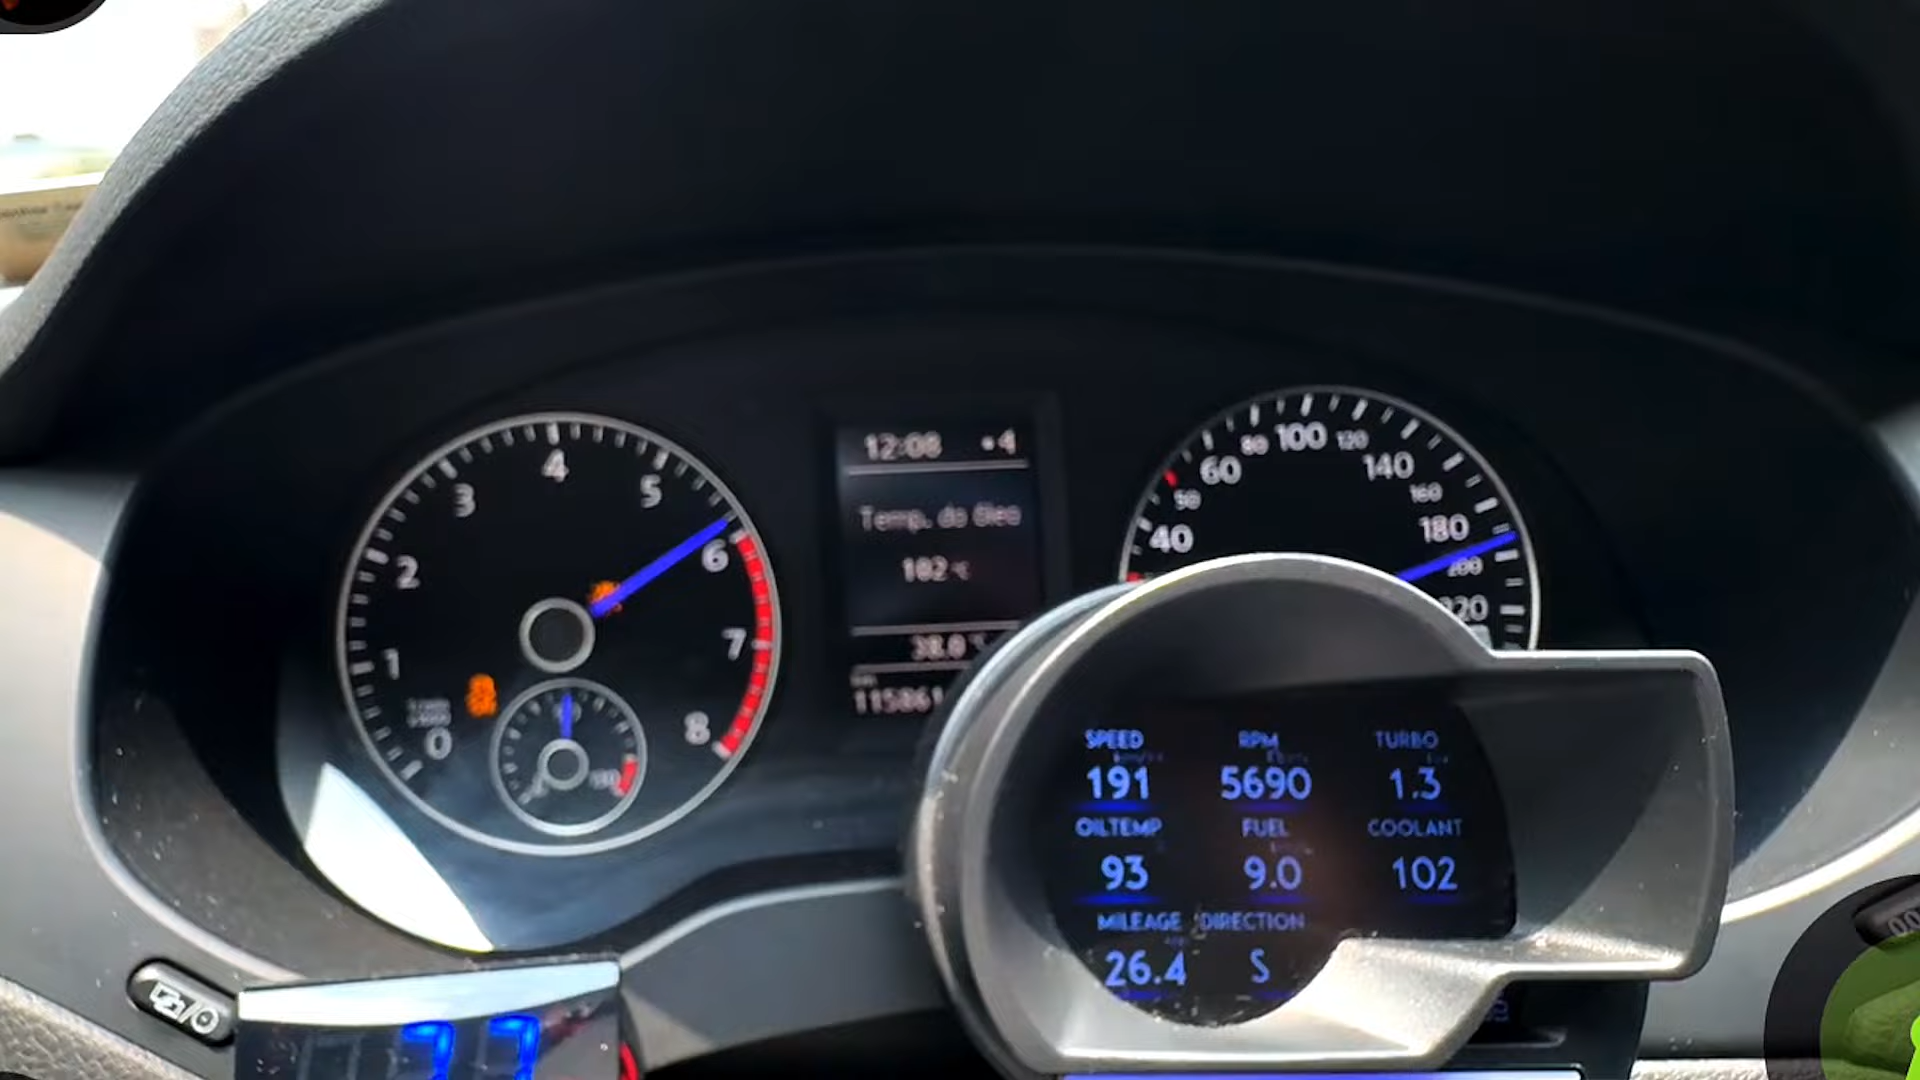 12:08 •4
Temp. do Óleo
102 °C
38.0 °C
115861
0
1
2
3
4
5
6
7
8
40
50
60
80
100
120
140
160
180
200
220
SPEED RPM TURBO
191 5690 1.3
OILTEMP FUEL COOLANT
93 9.0 102
MILEAGE DIRECTION
26.4 S
77